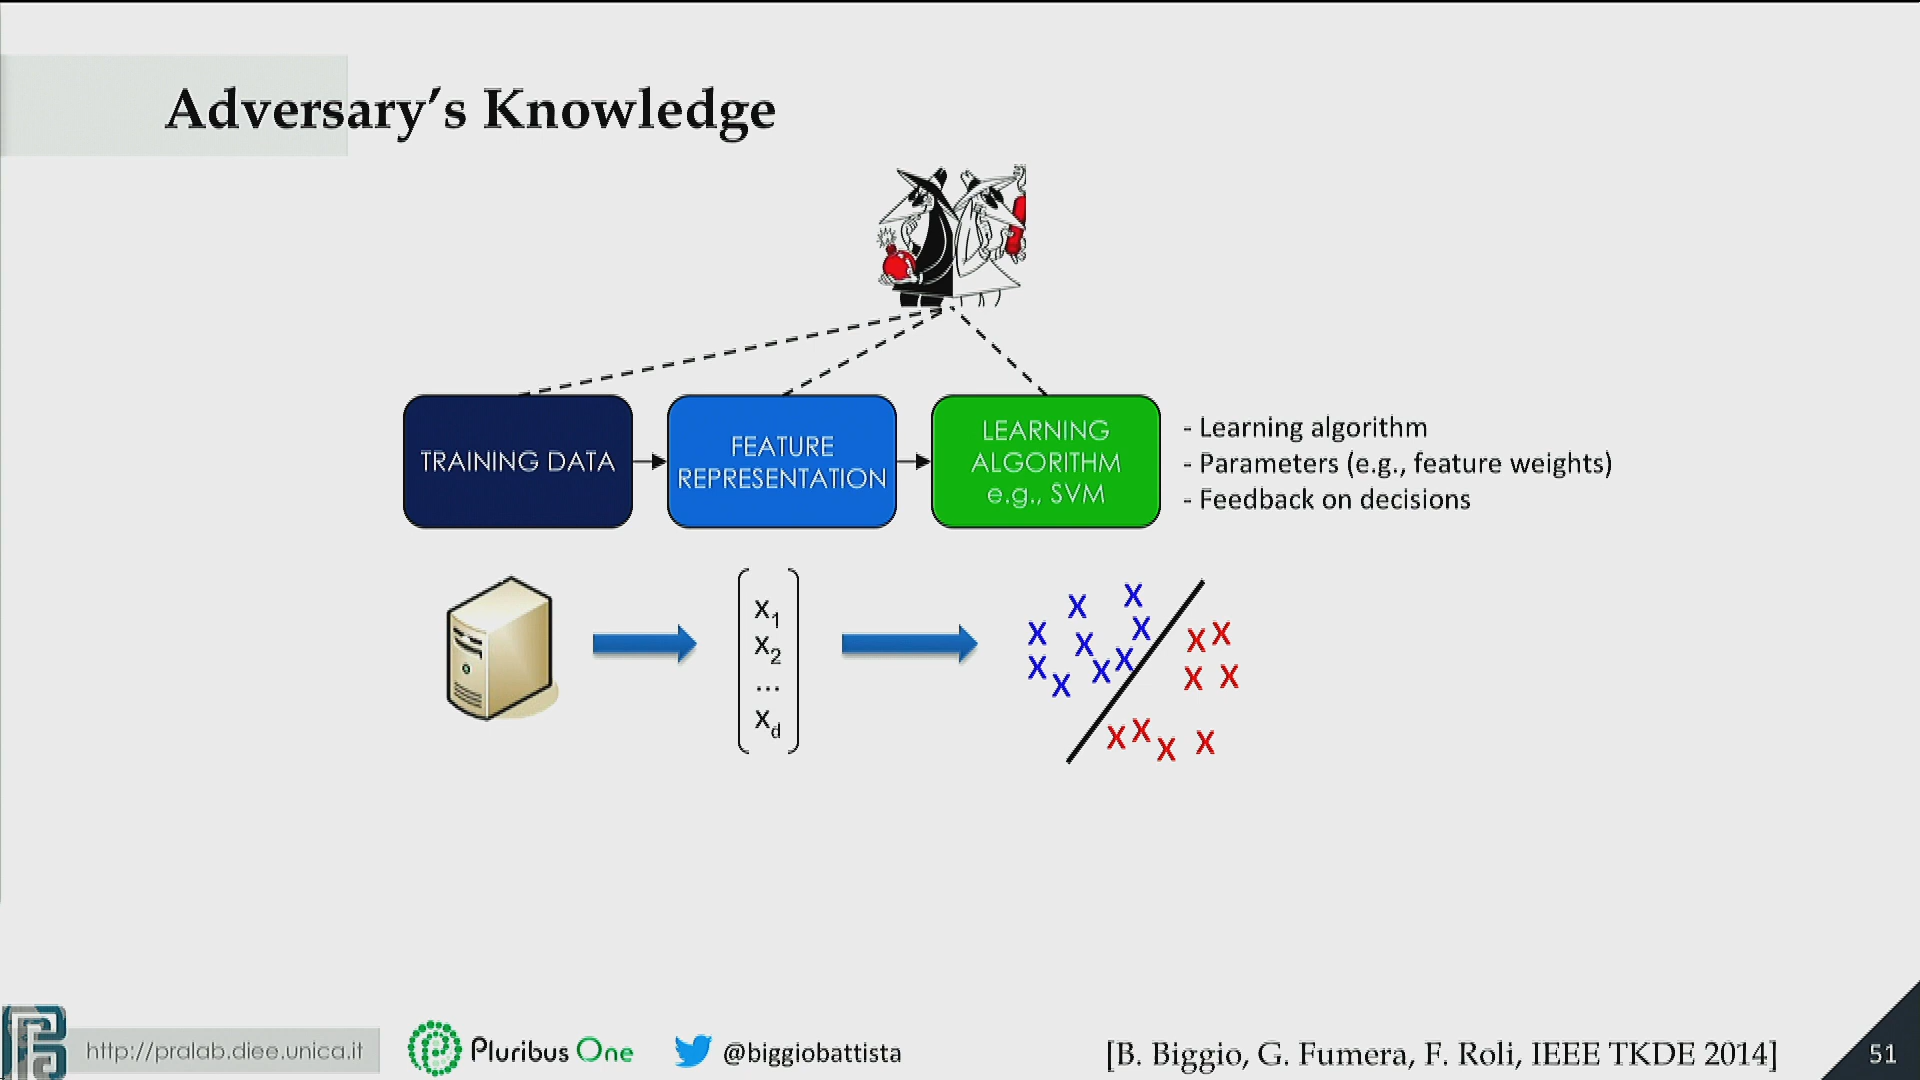 Adversary's Knowledge
TRAINING DATA
FEATURE
REPRESENTATION
LEARNING
ALGORITHM
e.g., SVM
- Learning algorithm
- Parameters (e.g., feature weights)
- Feedback on decisions
x1
x2
...
xd
x x x x x x x x x x
x x x x x x x x
http://pralab.diee.unica.it
Pluribus One
@biggiobattista
[B. Biggio, G. Fumera, F. Roli, IEEE TKDE 2014]
51